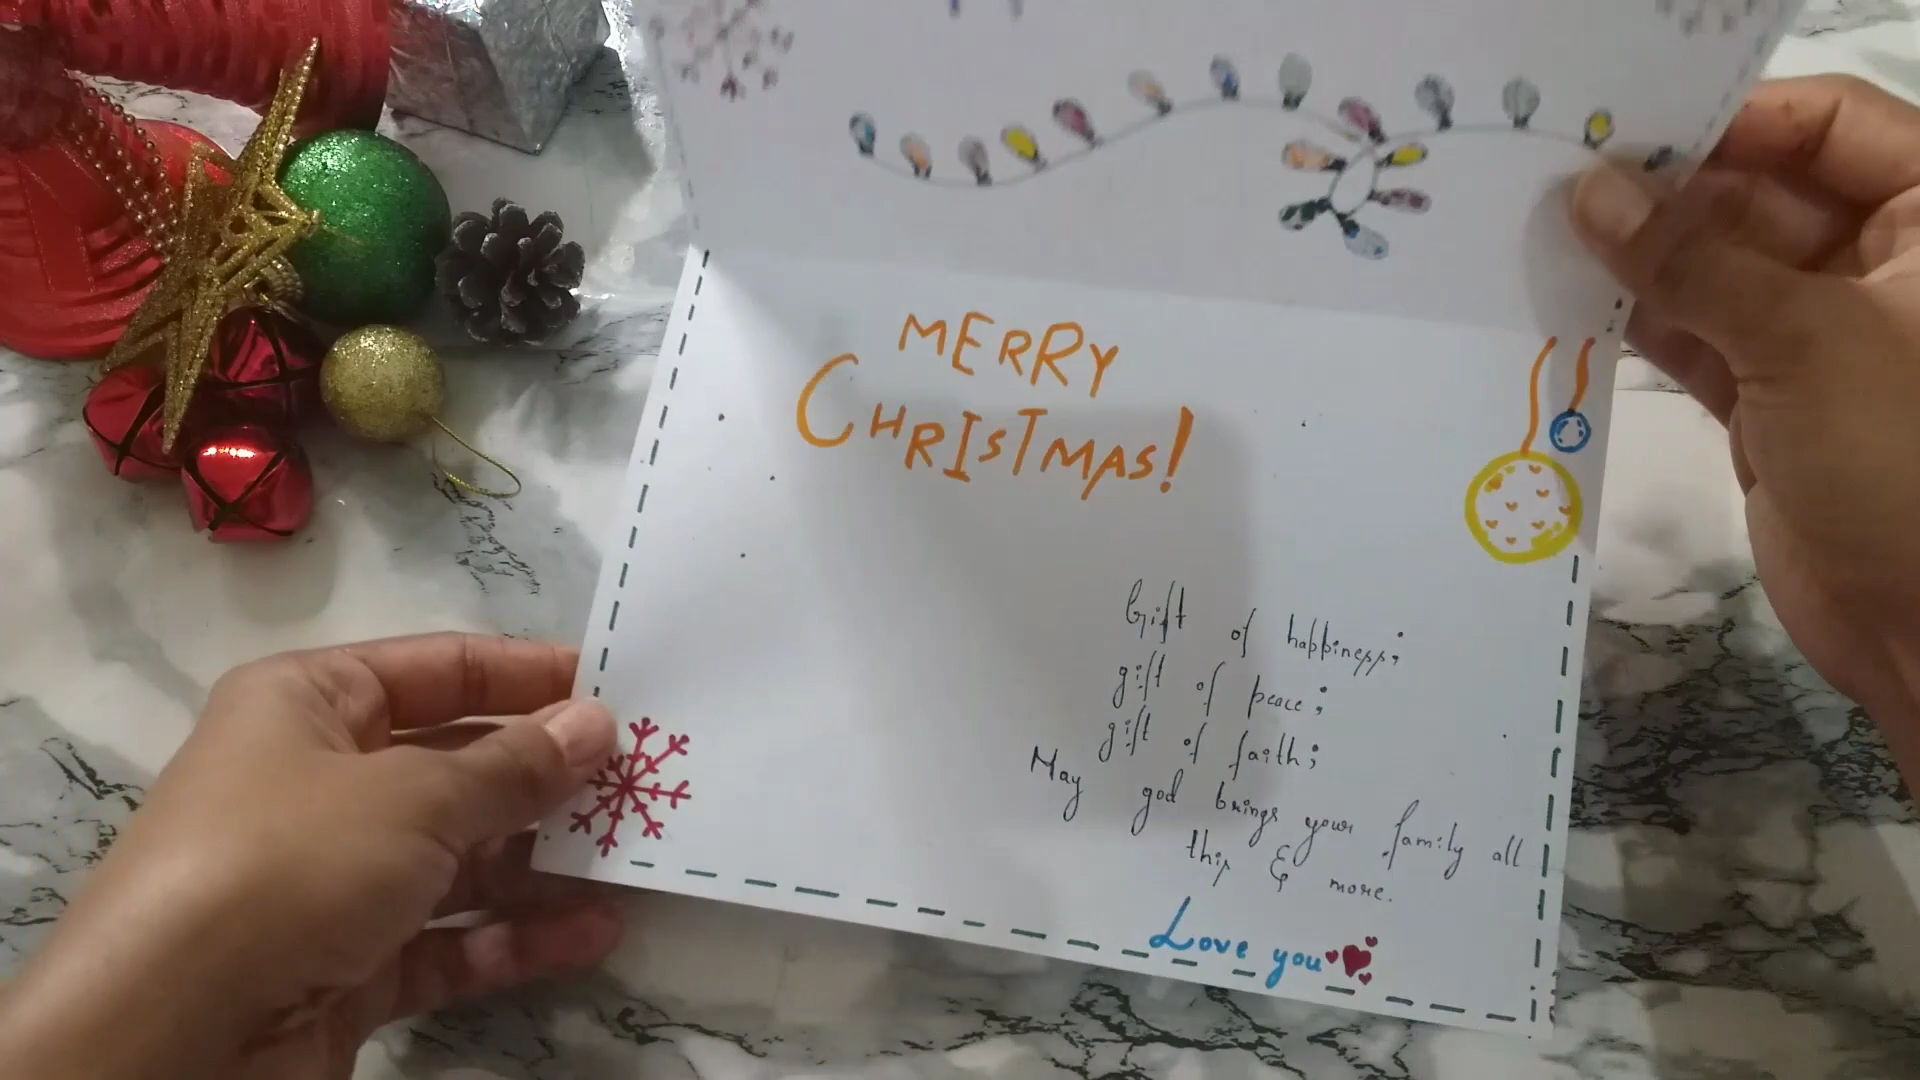 MERRY
CHRISTMAS!
Gift of happiness;
gift of peace;
gift of faith;
May god brings your family all
this & more.
Love you